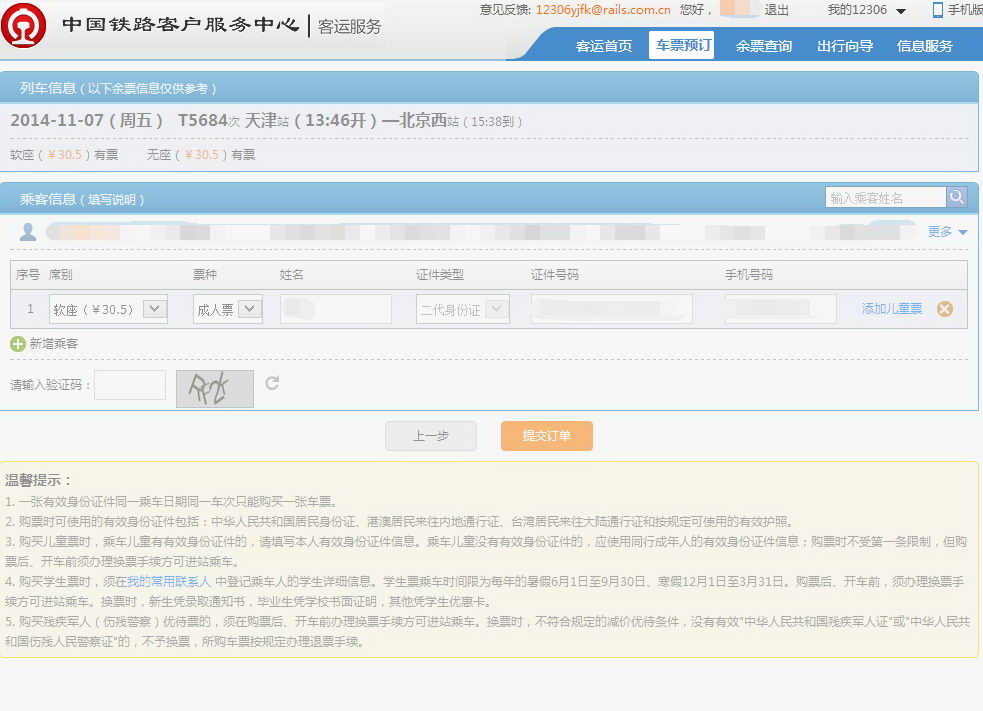 意见反馈: 12306yjfk@rails.com.cn 您好， 退出 我的12306 手机版
中国铁路客户服务中心 | 客运服务
客运首页 车票预订 余票查询 出行向导 信息服务
列车信息（以下余票信息仅供参考）
2014-11-07（周五） T5684次 天津站（13:46开）—北京西站（15:38到）
软座（￥30.5）有票 无座（￥30.5）有票
乘客信息（填写说明） 输入乘客姓名
更多
序号 席别 票种 姓名 证件类型 证件号码 手机号码
1 软座（￥30.5） 成人票 二代身份证 添加儿童票
新增乘客
请输入验证码：
上一步 提交订单
温馨提示：
1. 一张有效身份证件同一乘车日期同一车次只能购买一张车票。
2. 购票时可使用的有效身份证件包括：中华人民共和国居民身份证、港澳居民来往内地通行证、台湾居民来往大陆通行证和按规定可使用的有效护照。
3. 购买儿童票时，乘车儿童有有效身份证件的，请填写本人有效身份证件信息。乘车儿童没有有效身份证件的，应使用同行成年人的有效身份证件信息；购票时不受第一条限制，但购
票后、开车前须办理换票手续方可进站乘车。
4. 购买学生票时，须在我的常用联系人 中登记乘车人的学生详细信息。学生票乘车时间限为每年的暑假6月1日至9月30日、寒假12月1日至3月31日。购票后、开车前，须办理换票手
续方可进站乘车。换票时，新生凭录取通知书，毕业生凭学校书面证明，其他凭学生优惠卡。
5. 购买残疾军人（伤残警察）优待票的，须在购票后、开车前办理换票手续方可进站乘车。换票时，不符合规定的减价优待条件，没有有效"中华人民共和国残疾军人证"或"中华人民共
和国伤残人民警察证"的，不予换票，所购车票按规定办理退票手续。